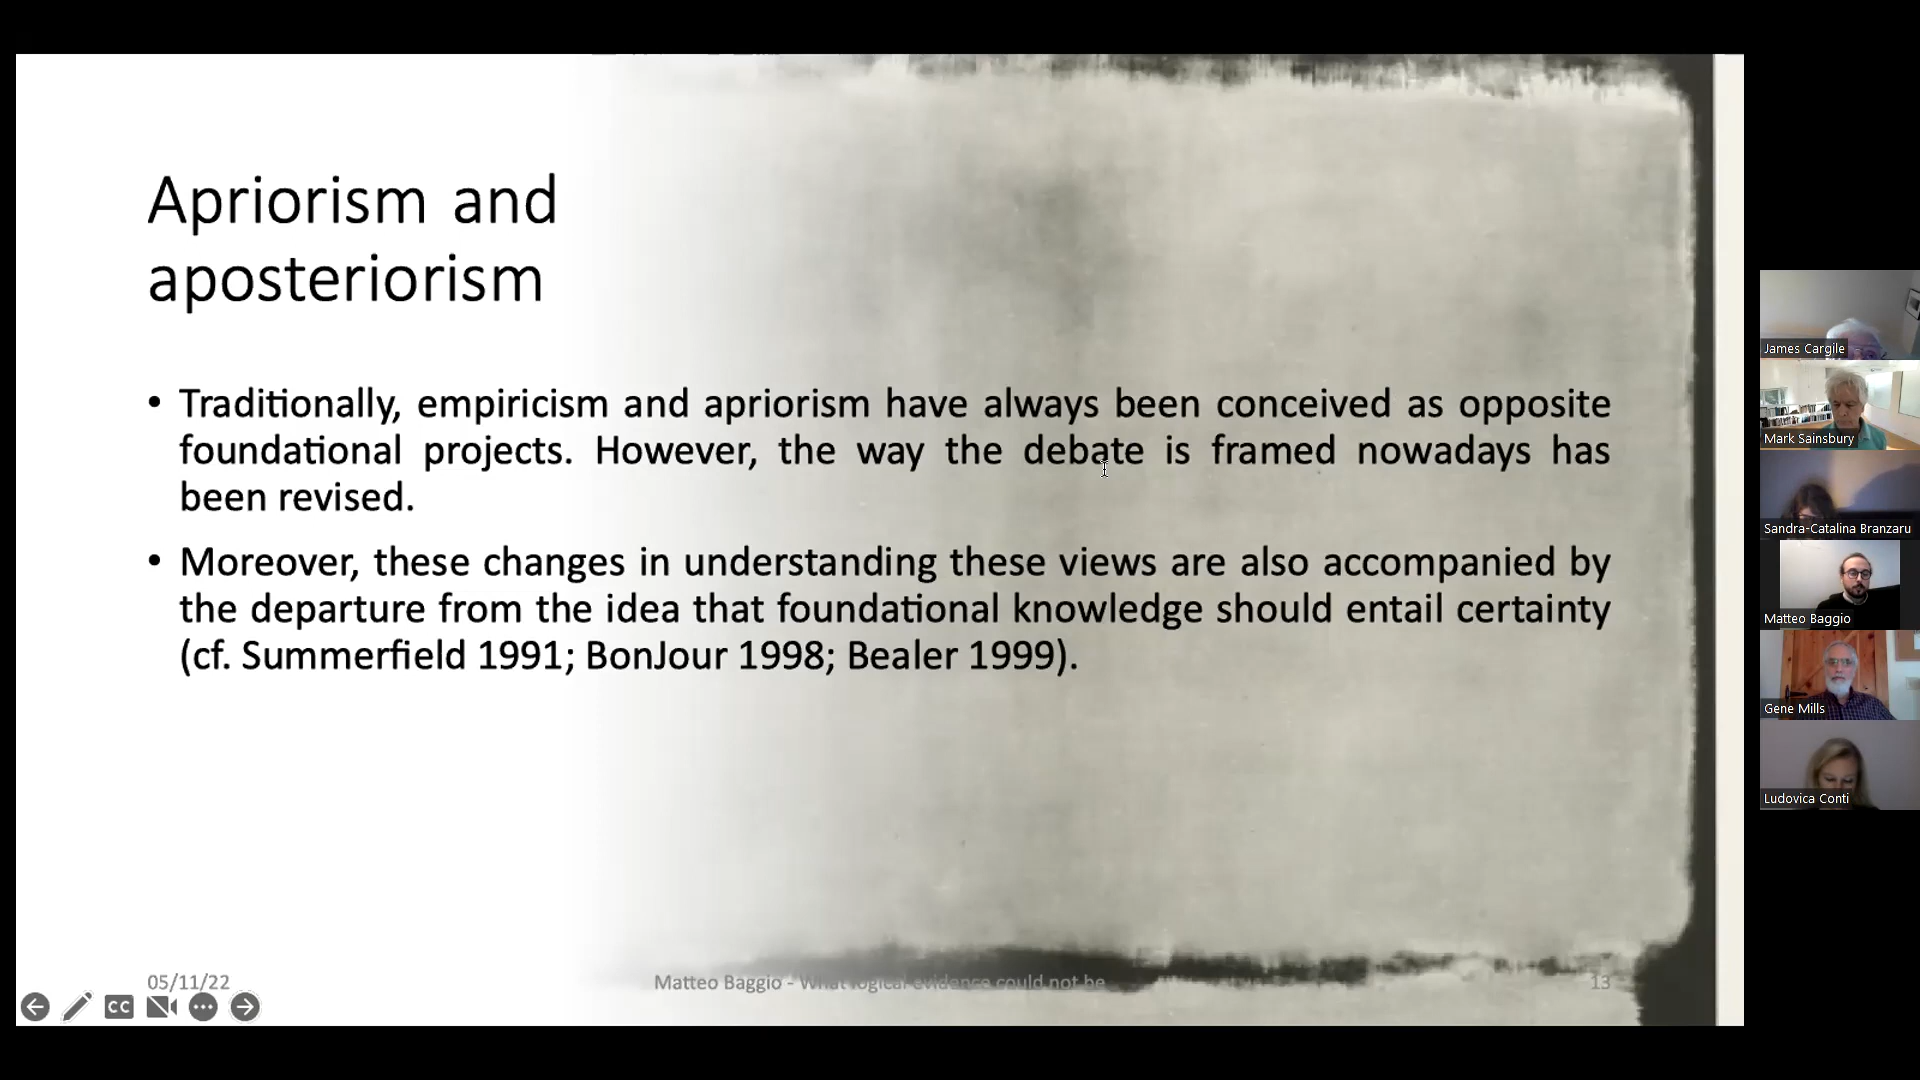 Apriorism and
aposteriorism
• Traditionally, empiricism and apriorism have always been conceived as opposite
foundational projects. However, the way the debate is framed nowadays has
been revised.
• Moreover, these changes in understanding these views are also accompanied by
the departure from the idea that foundational knowledge should entail certainty
(cf. Summerfield 1991; BonJour 1998; Bealer 1999).
05/11/22
Matteo Baggio - What logical evidence could not be
13
CC
James Cargile
Mark Sainsbury
Sandra-Catalina Branzaru
Matteo Baggio
Gene Mills
Ludovica Conti